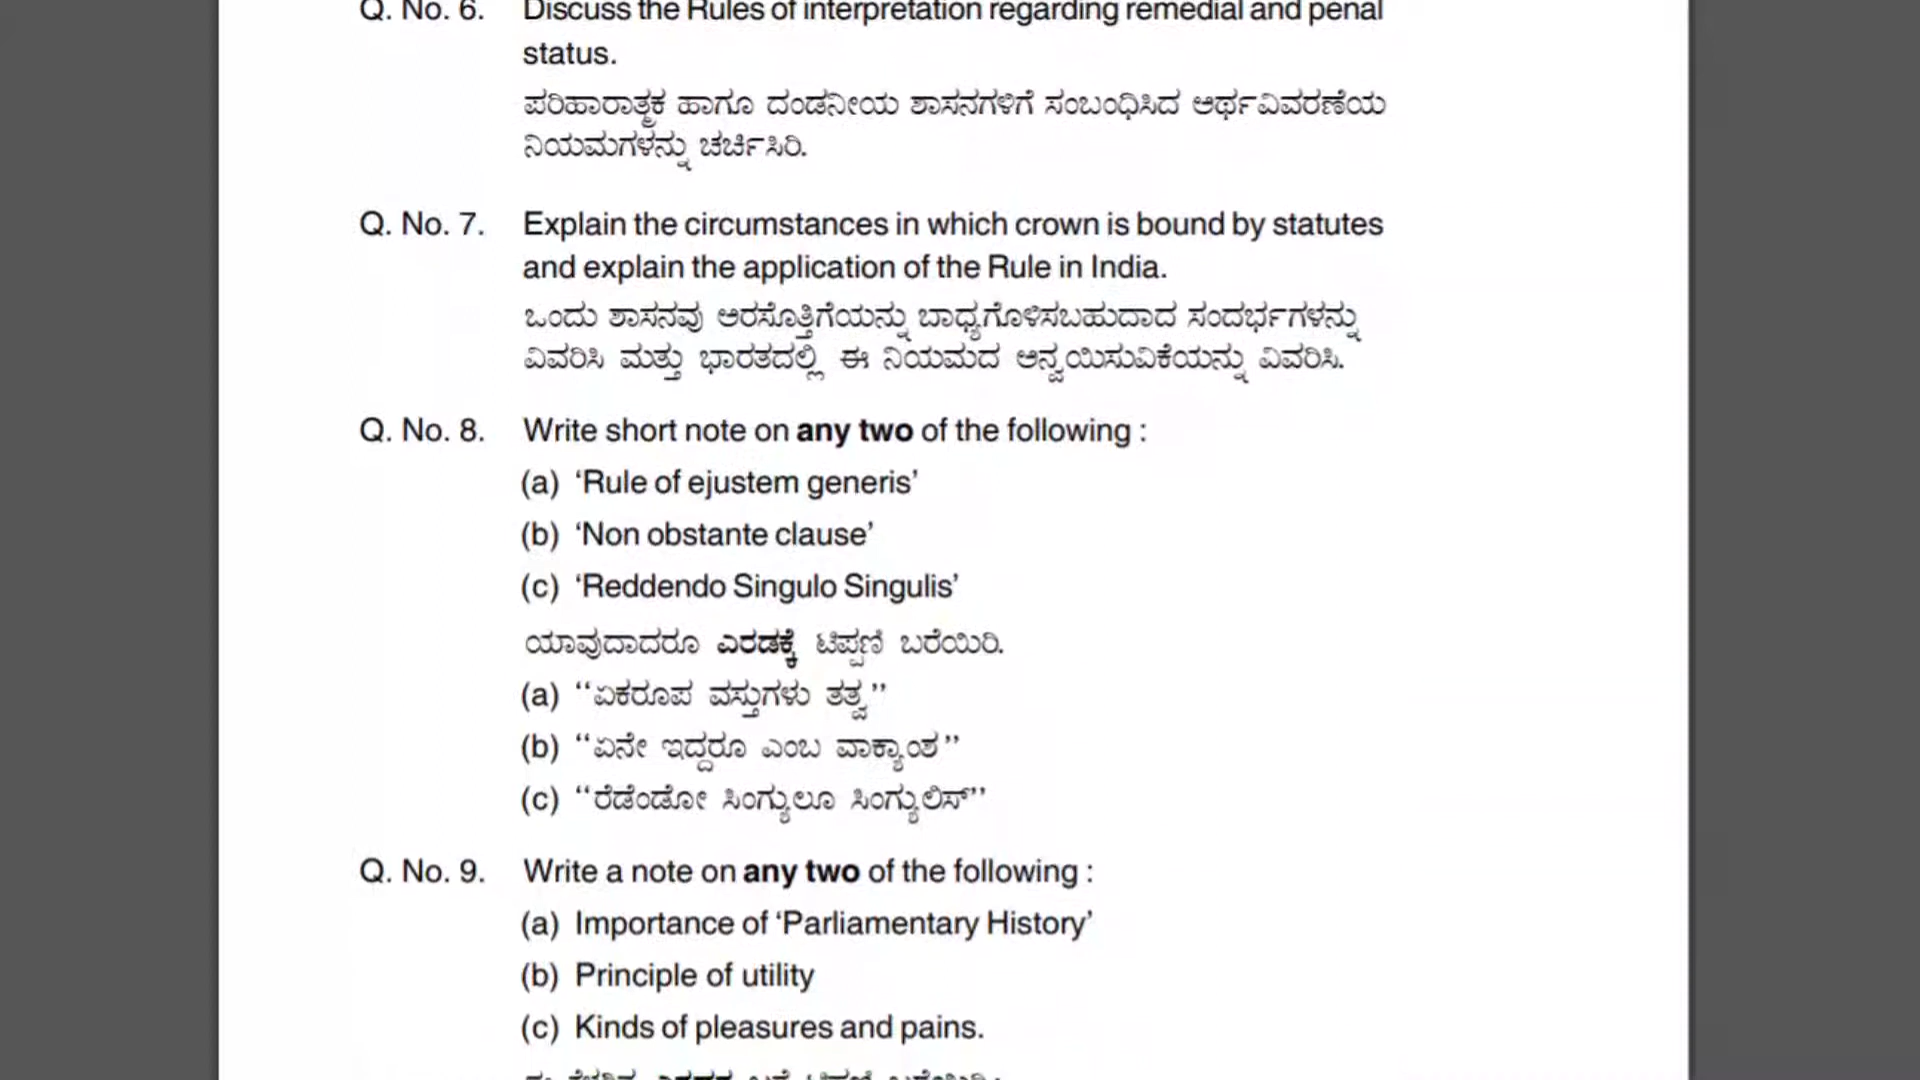 Q. No. 6. Discuss the Rules of interpretation regarding remedial and penal
status.
ಪರಿಹಾರಾತ್ಮಕ ಹಾಗೂ ದಂಡನೀಯ ಶಾಸನಗಳಿಗೆ ಸಂಬಂಧಿಸಿದ ಅರ್ಥವಿವರಣೆಯ
ನಿಯಮಗಳನ್ನು ಚರ್ಚಿಸಿರಿ.
Q. No. 7. Explain the circumstances in which crown is bound by statutes
and explain the application of the Rule in India.
ಒಂದು ಶಾಸನವು ಅರಸೊತ್ತಿಗೆಯನ್ನು ಬಾಧ್ಯಗೊಳಿಸಬಹುದಾದ ಸಂದರ್ಭಗಳನ್ನು
ವಿವರಿಸಿ ಮತ್ತು ಭಾರತದಲ್ಲಿ ಈ ನಿಯಮದ ಅನ್ವಯಿಸುವಿಕೆಯನ್ನು ವಿವರಿಸಿ.
Q. No. 8. Write short note on any two of the following :
(a) ‘Rule of ejustem generis’
(b) ‘Non obstante clause’
(c) ‘Reddendo Singulo Singulis’
ಯಾವುದಾದರೂ ಎರಡಕ್ಕೆ ಟಿಪ್ಪಣಿ ಬರೆಯಿರಿ.
(a) “ಏಕರೂಪ ವಸ್ತುಗಳು ತತ್ವ”
(b) “ಏನೇ ಇದ್ದರೂ ಎಂಬ ವಾಕ್ಯಾಂಶ”
(c) “ರೆಡೆಂಡೋ ಸಿಂಗ್ಯುಲೂ ಸಿಂಗ್ಯುಲಿಸ್”
Q. No. 9. Write a note on any two of the following :
(a) Importance of ‘Parliamentary History’
(b) Principle of utility
(c) Kinds of pleasures and pains.